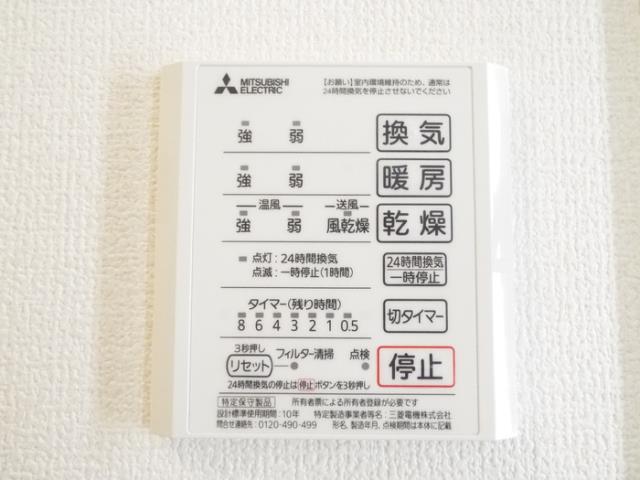 MITSUBISHI
ELECTRIC
【お願い】室内環境維持のため、通常は
24時間換気を停止させないでください
強 弱 換気
強 弱 暖房
温風 送風
強 弱 風乾燥 乾燥
点灯:24時間換気
点滅:一時停止(1時間)
24時間換気
一時停止
タイマー(残り時間)
8 6 4 3 2 1 0.5
切タイマー
3秒押し
リセット フィルター清掃 点検
停止
24時間換気の停止は停止ボタンを3秒押し
特定保守製品 所有者票による所有者登録が必要です
設計標準使用期間:10年 特定製造事業者等名:三菱電機株式会社
問合せ連絡先:0120-490-499 形名、製造年月、点検期間は本体に記載